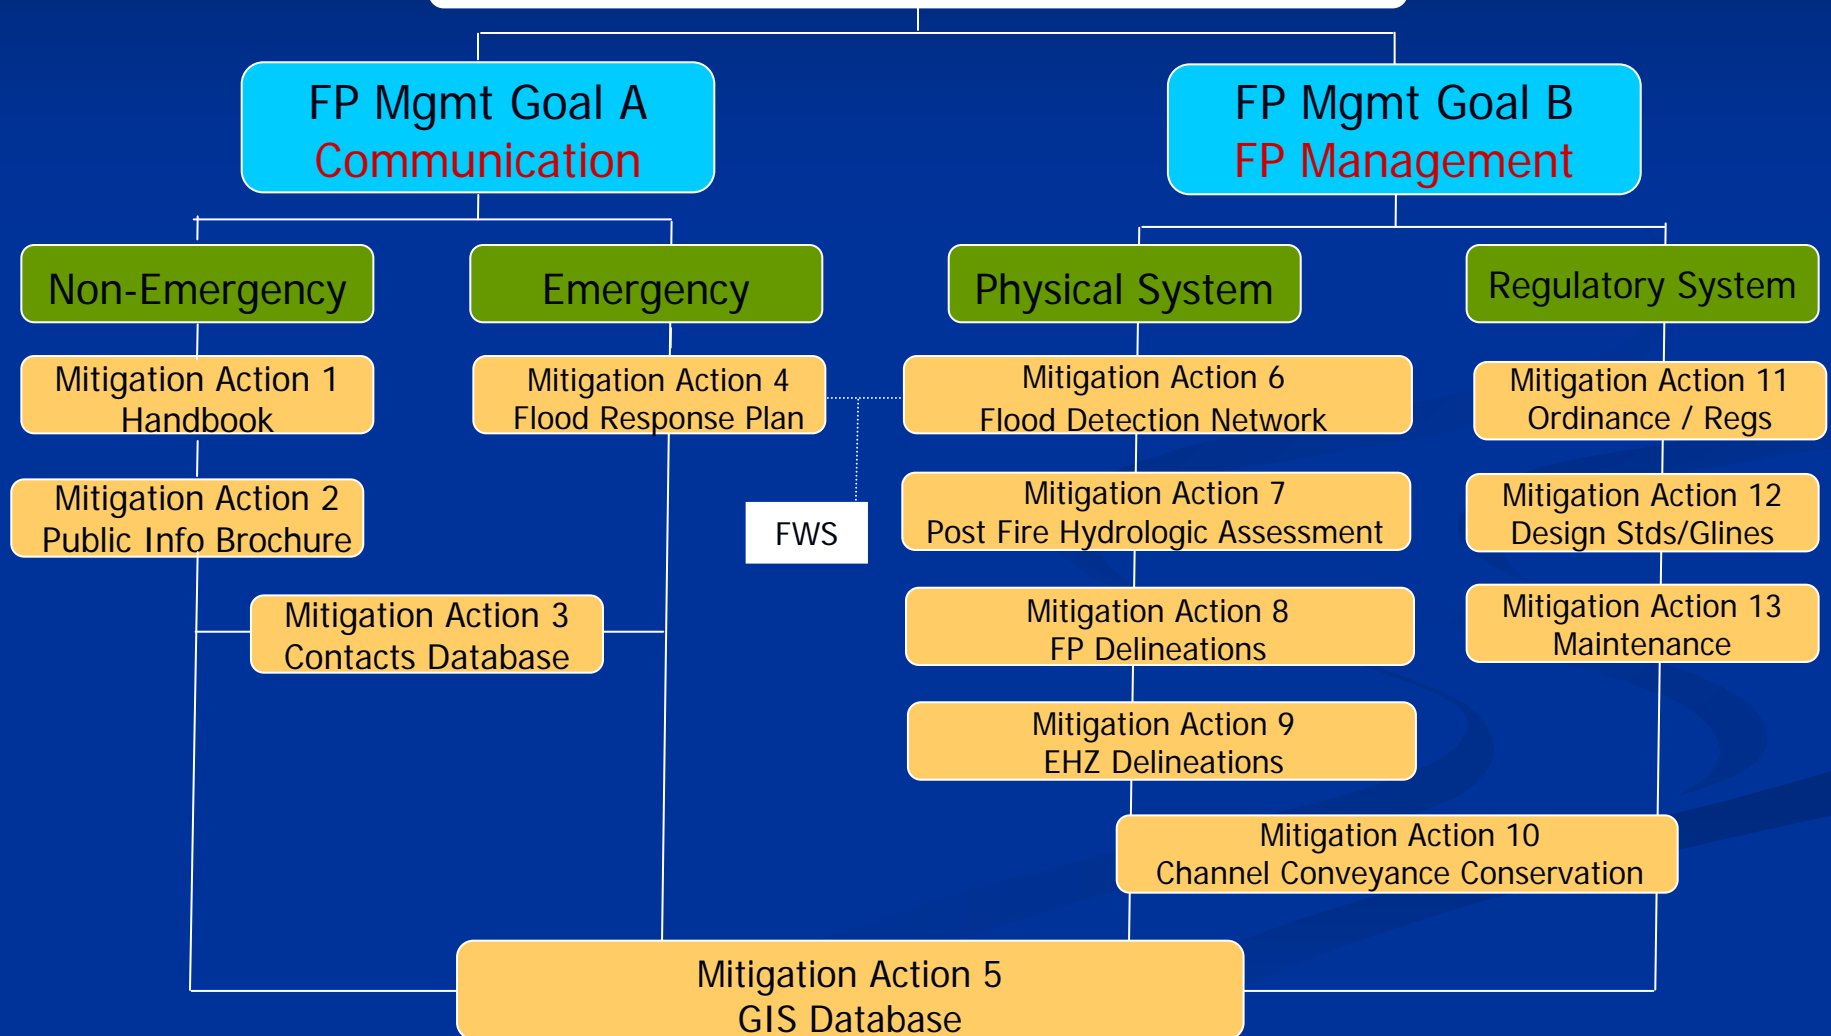 FP Mgmt Goal A
Communication
FP Mgmt Goal B
FP Management
Non-Emergency
Emergency
Physical System
Regulatory System
Mitigation Action 1
Handbook
Mitigation Action 4
Flood Response Plan
Mitigation Action 6
Flood Detection Network
Mitigation Action 11
Ordinance / Regs
Mitigation Action 2
Public Info Brochure
FWS
Mitigation Action 7
Post Fire Hydrologic Assessment
Mitigation Action 12
Design Stds/Glines
Mitigation Action 3
Contacts Database
Mitigation Action 8
FP Delineations
Mitigation Action 13
Maintenance
Mitigation Action 9
EHZ Delineations
Mitigation Action 10
Channel Conveyance Conservation
Mitigation Action 5
GIS Database